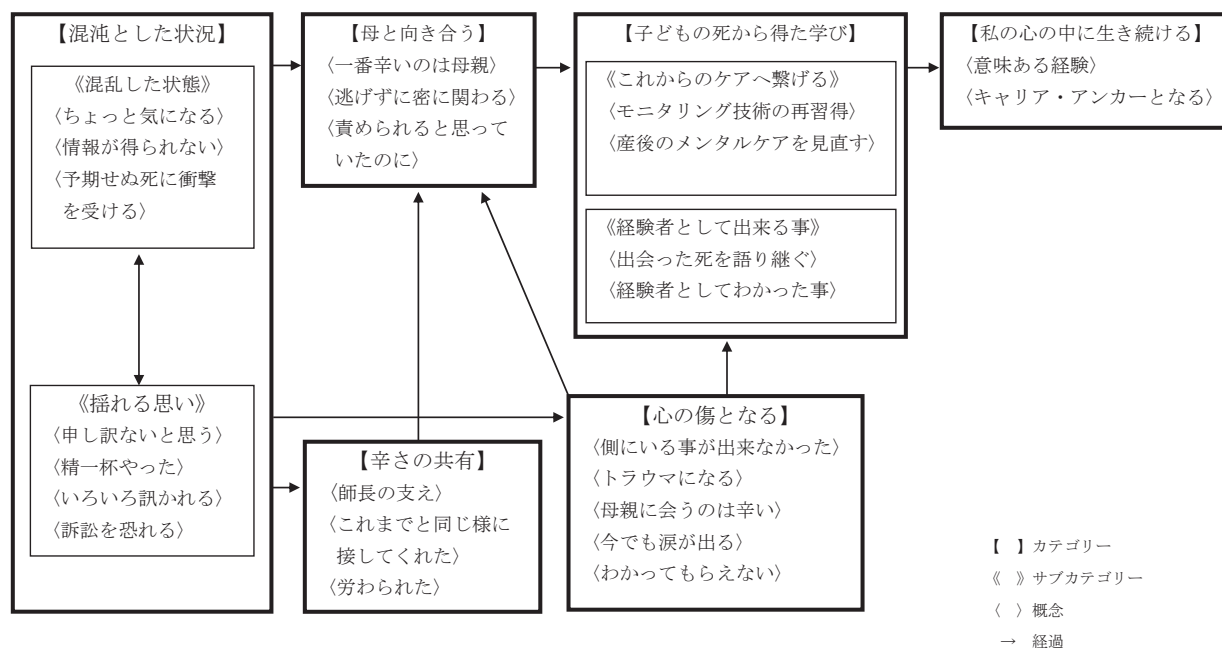 【混沌とした状況】
《混乱した状態》
〈ちょっと気になる〉
〈情報が得られない〉
〈予期せぬ死に衝撃
を受ける〉
《揺れる思い》
〈申し訳ないと思う〉
〈精一杯やった〉
〈いろいろ訊かれる〉
〈訴訟を恐れる〉
【母と向き合う】
〈一番辛いのは母親〉
〈逃げずに密に関わる〉
〈責められると思って
いたのに〉
【辛さの共有】
〈師長の支え〉
〈これまでと同じ様に
接してくれた〉
〈労わられた〉
【子どもの死から得た学び】
《これからのケアへ繋げる》
〈モニタリング技術の再習得〉
〈産後のメンタルケアを見直す〉
《経験者として出来る事》
〈出会った死を語り継ぐ〉
〈経験者としてわかった事〉
【心の傷となる】
〈側にいる事が出来なかった〉
〈トラウマになる〉
〈母親に会うのは辛い〉
〈今でも涙が出る〉
〈わかってもらえない〉
【私の心の中に生き続ける】
〈意味ある経験〉
〈キャリア・アンカーとなる〉
【　】カテゴリー
《　》サブカテゴリー
〈　〉概念
→　経過